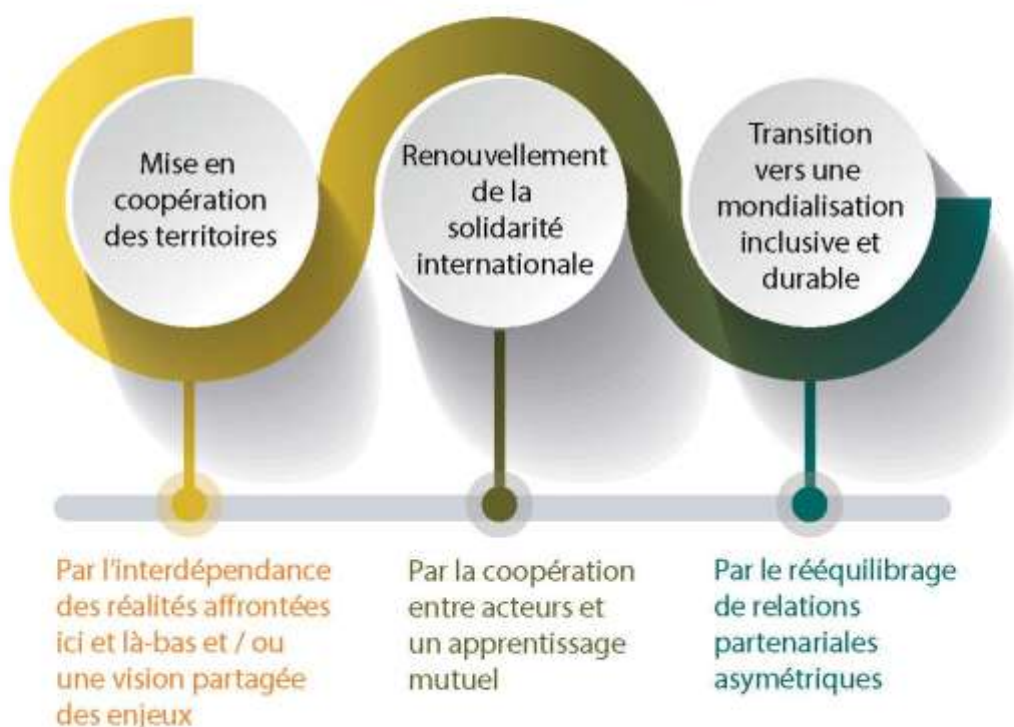 Mise en
coopération
des territoires
Renouvellement
de la
solidarité
internationale
Transition
vers une
mondialisation
inclusive et
durable
Par l'interdépendance
des réalités affrontées
ici et là-bas et / ou
une vision partagée
des enjeux
Par la coopération
entre acteurs et
un apprentissage
mutuel
Par le rééquilibrage
de relations
partenariales
asymétriques